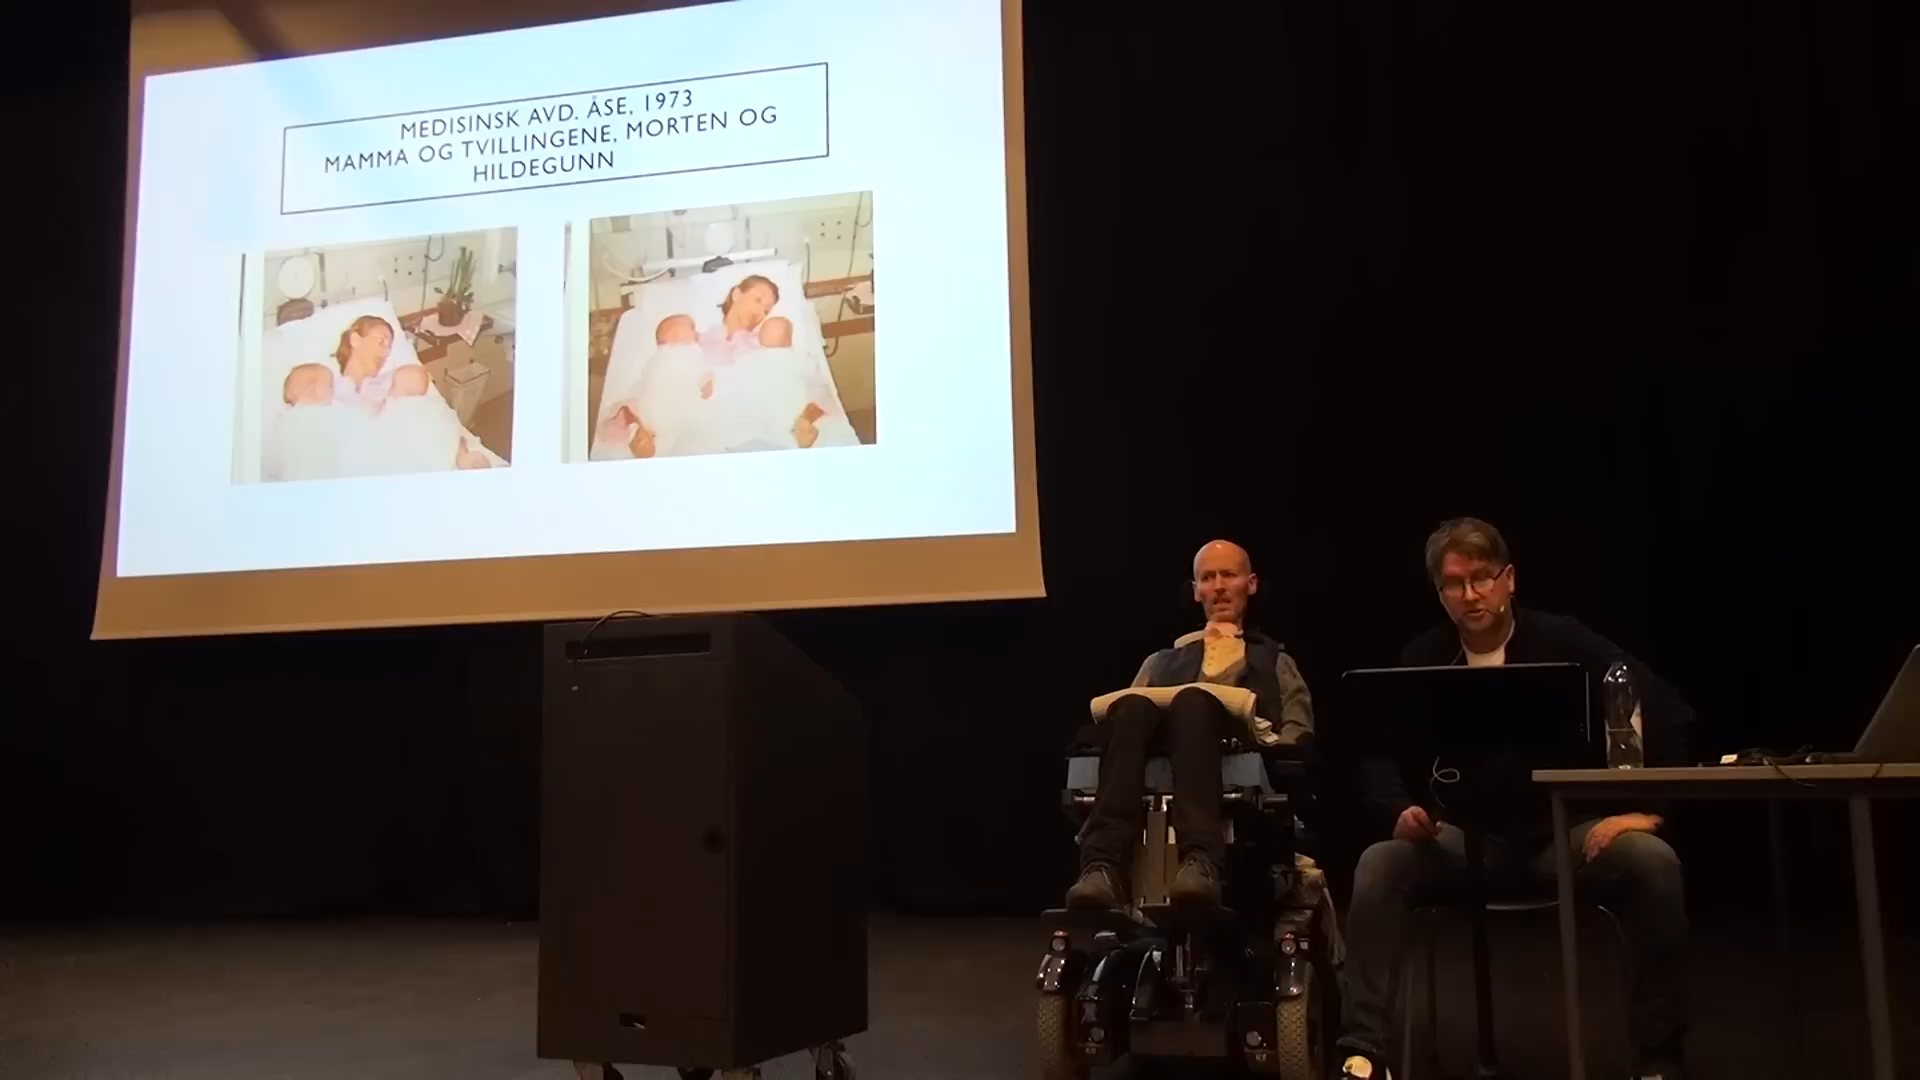 MEDISINSK AVD. ÅSE, 1973
MAMMA OG TVILLINGENE, MORTEN OG
HILDEGUNN